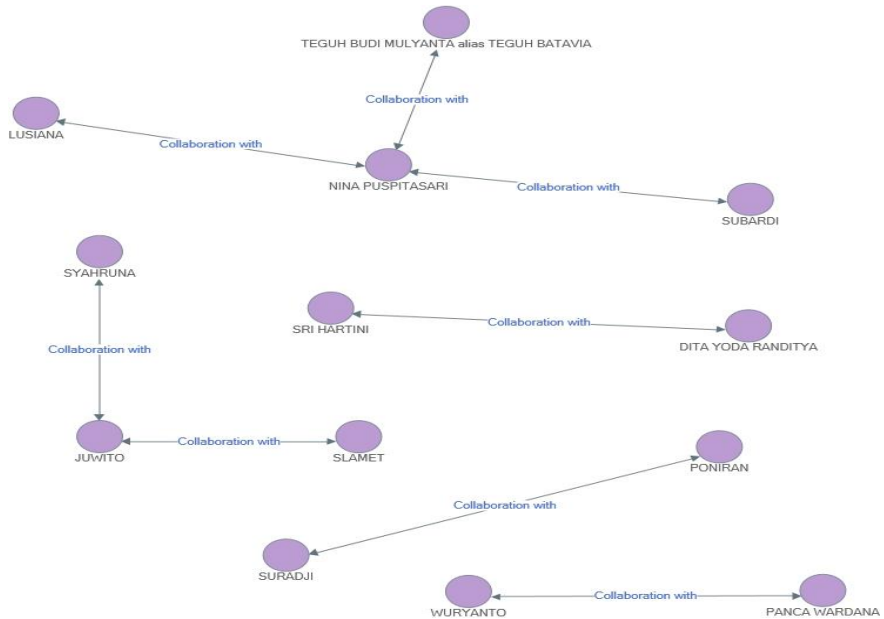 TEGUH BUDI MULYANTA alias TEGUH BATAVIA
Collaboration with
LUSIANA
Collaboration with
NINA PUSPITASARI
Collaboration with
SUBARDI
SYAHRUNA
SRI HARTINI
Collaboration with
DITA YODA RANDITYA
Collaboration with
JUWITO
Collaboration with
SLAMET
PONIRAN
Collaboration with
SURADJI
WURYANTO
Collaboration with
PANCA WARDANA